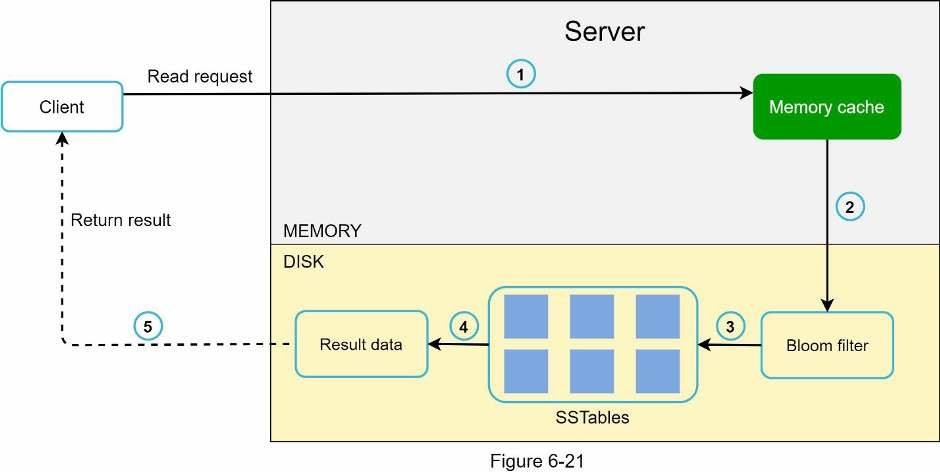 Server
Read request
1
Client
Memory cache
Return result
2
MEMORY
DISK
5
4
3
Result data
Bloom filter
SSTables
Figure 6-21